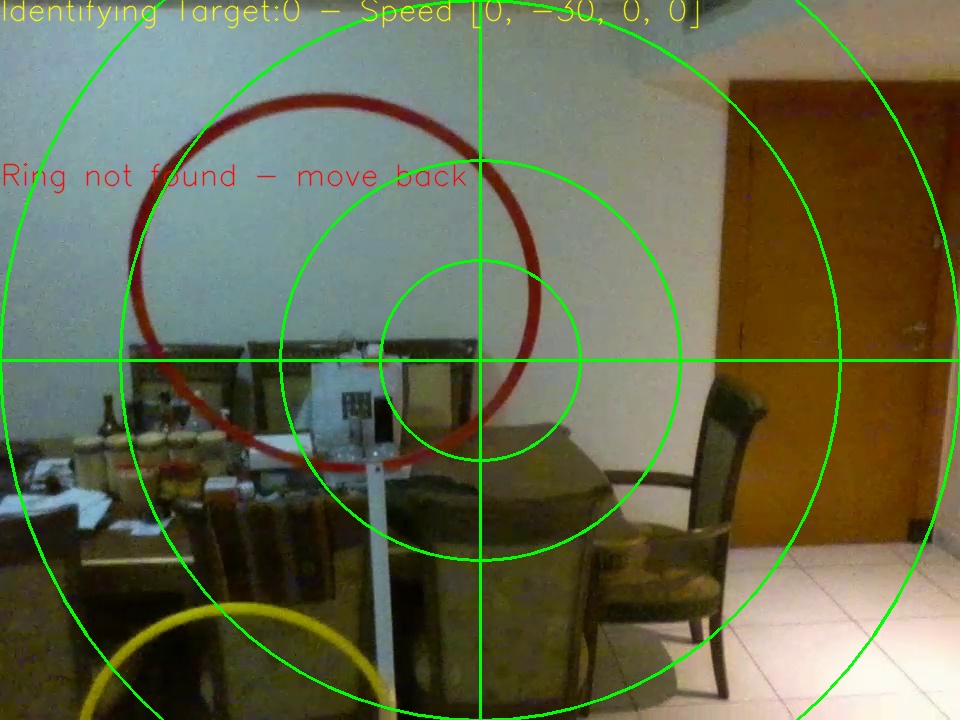 Identifying Target:0 - Speed [0, -30, 0, 0]
Ring not found - move back